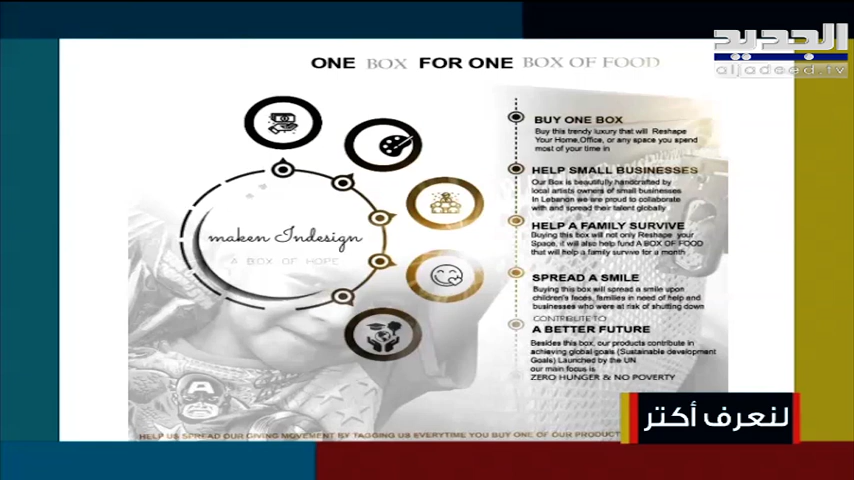 الجديد
aljadeed.tv
ONE BOX FOR ONE BOX OF FOOD
BUY ONE BOX
Buy this trendy luxury that will Reshape
Your Home,Office, or any space you spend
most of your time in
HELP SMALL BUSINESSES
Our Box is beautifully handcrafted by
local artists owners of small businesses
In Lebanon we are proud to collaborate
with and spread their talent globally
maken Indesign
A BOX OF HOPE
HELP A FAMILY SURVIVE
Buying this box will not only Reshape your
Space, it will also help fund A BOX OF FOOD
that will help a family survive for a month
SPREAD A SMILE
Buying this box will spread a smile upon
children's faces, families in need of help and
businesses who were at risk of shutting down
CONTRIBUTE TO
A BETTER FUTURE
Besides this box, our products contribute in
achieving global goals (Sustainable development
Goals) Launched by the UN
our main focus is
ZERO HUNGER & NO POVERTY
لنعرف أكتر
HELP US SPREAD OUR GIVING MOVEMENT BY TAGGING US EVERYTIME YOU BUY ONE OF OUR PRODUCT